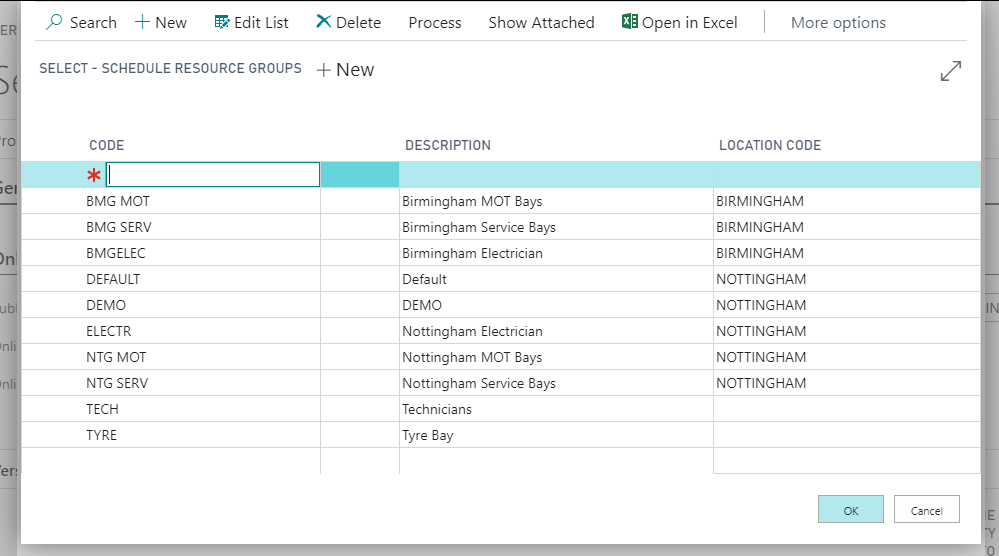 Search New Edit List Delete Process Show Attached Open in Excel More options
SELECT - SCHEDULE RESOURCE GROUPS New
CODE DESCRIPTION LOCATION CODE
BMG MOT Birmingham MOT Bays BIRMINGHAM
BMG SERV Birmingham Service Bays BIRMINGHAM
BMGELEC Birmingham Electrician BIRMINGHAM
DEFAULT Default NOTTINGHAM
DEMO DEMO NOTTINGHAM
ELECTR Nottingham Electrician NOTTINGHAM
NTG MOT Nottingham MOT Bays NOTTINGHAM
NTG SERV Nottingham Service Bays NOTTINGHAM
TECH Technicians
TYRE Tyre Bay
OK Cancel